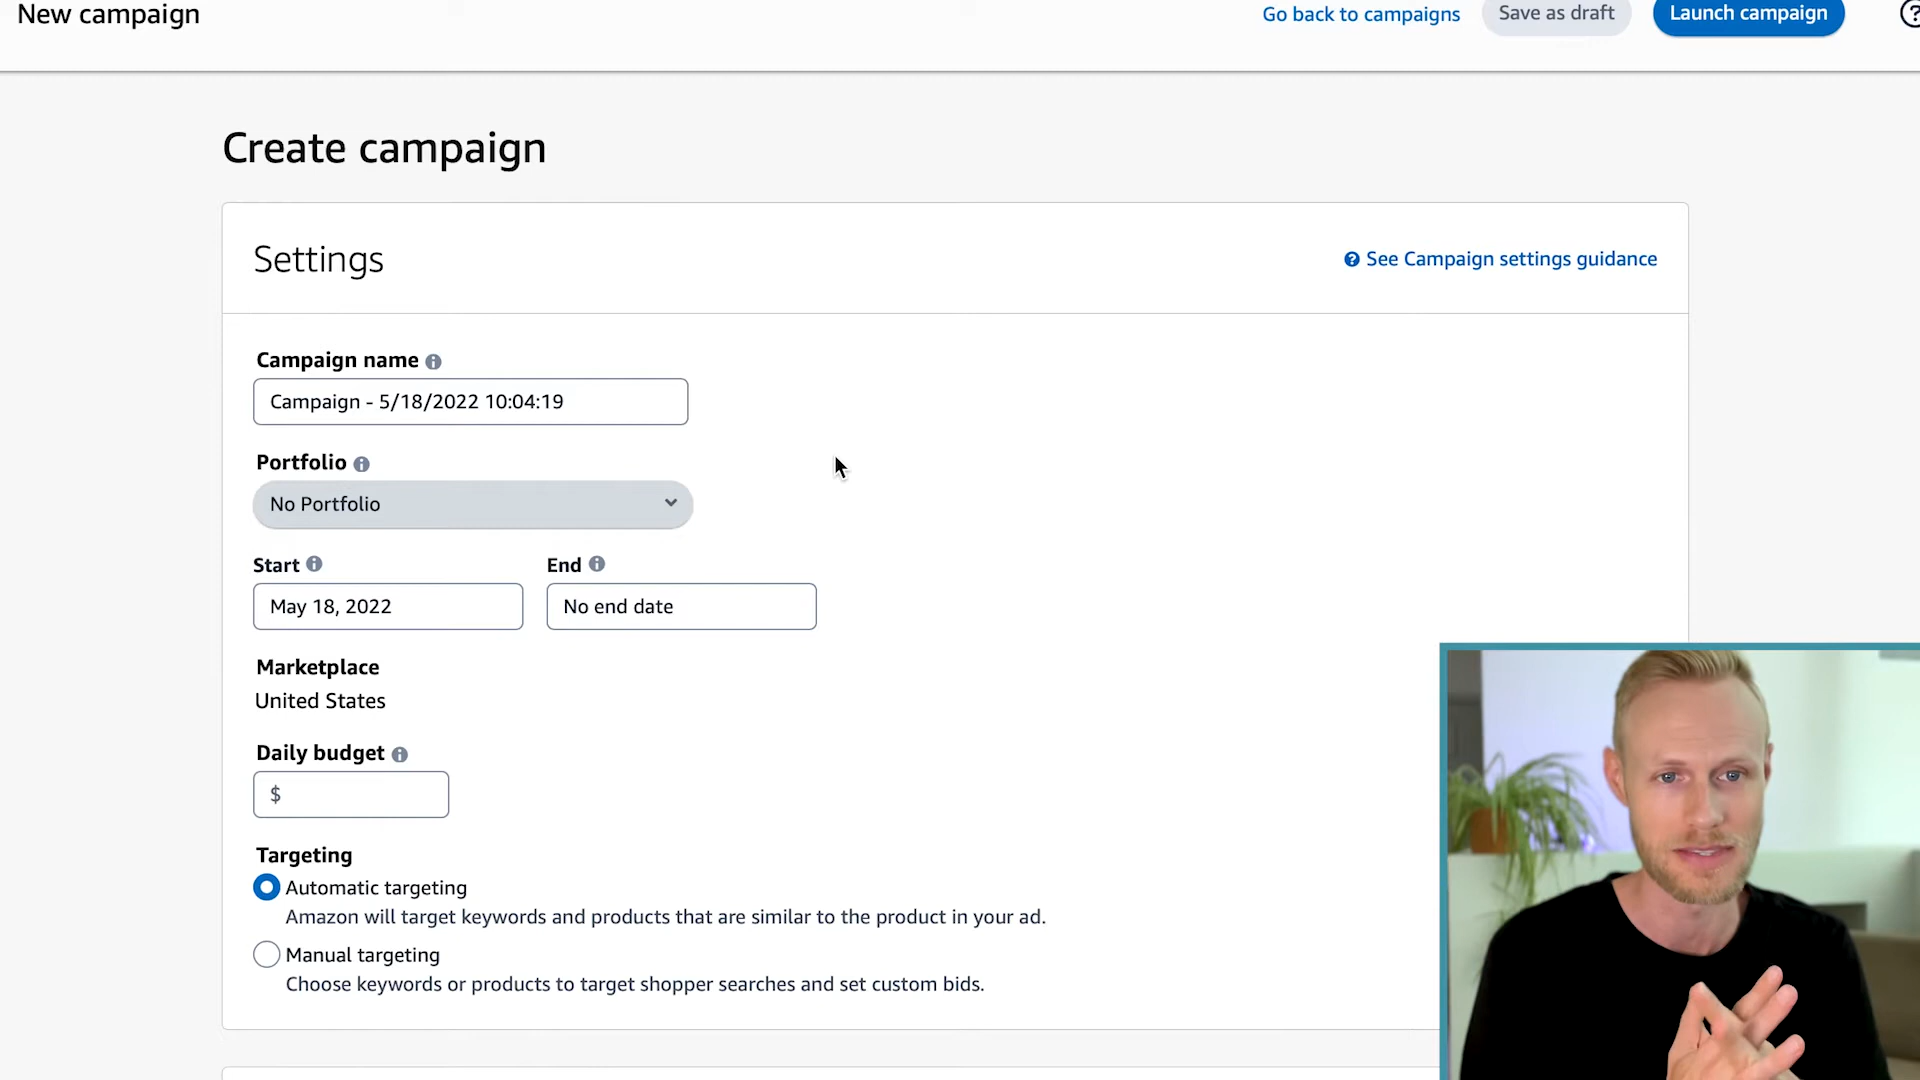 New campaign
Go back to campaigns
Save as draft
Launch campaign
Create campaign
Settings
See Campaign settings guidance
Campaign name
Campaign - 5/18/2022 10:04:19
Portfolio
No Portfolio
Start
End
May 18, 2022
No end date
Marketplace
United States
Daily budget
$
Targeting
Automatic targeting
Amazon will target keywords and products that are similar to the product in your ad.
Manual targeting
Choose keywords or products to target shopper searches and set custom bids.